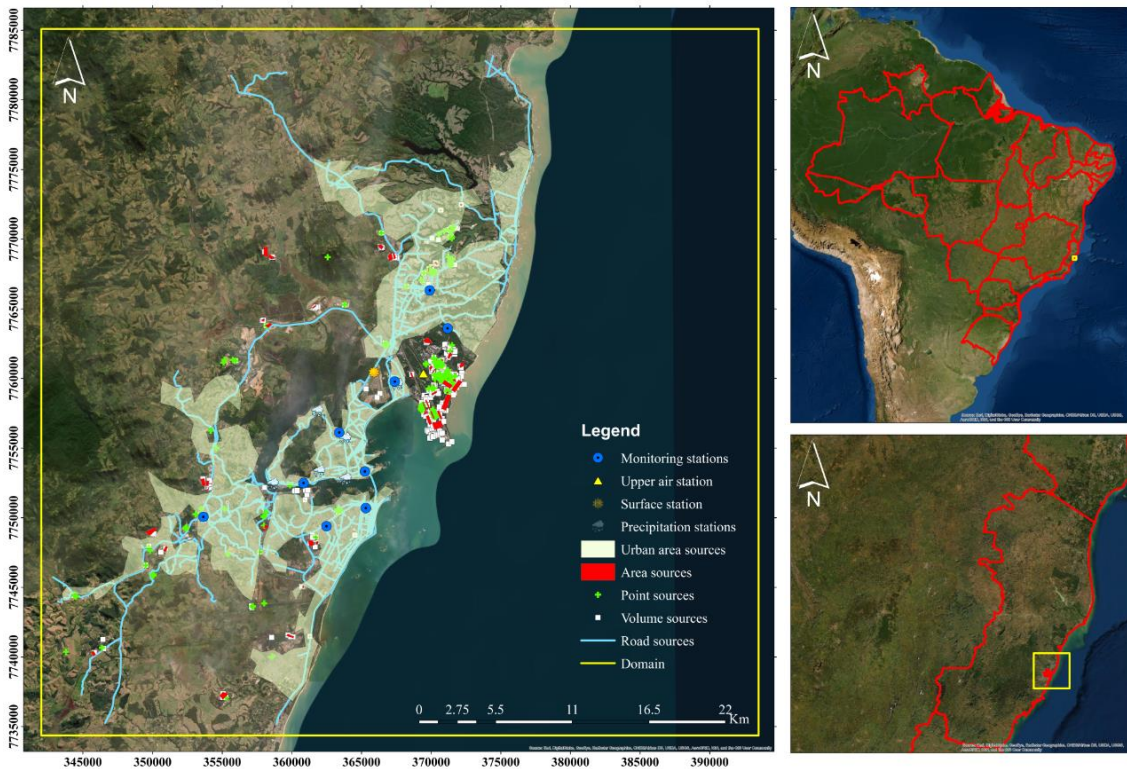 7785000
7780000
7775000
7770000
7765000
7760000
7755000
7750000
7745000
7740000
7735000
345000 350000 355000 360000 365000 370000 375000 380000 385000 390000
N
Legend
Monitoring stations
Upper air station
Surface station
Precipitation stations
Urban area sources
Area sources
Point sources
Volume sources
Road sources
Domain
0 2.75 5.5 11 16.5 22
Km
N
N